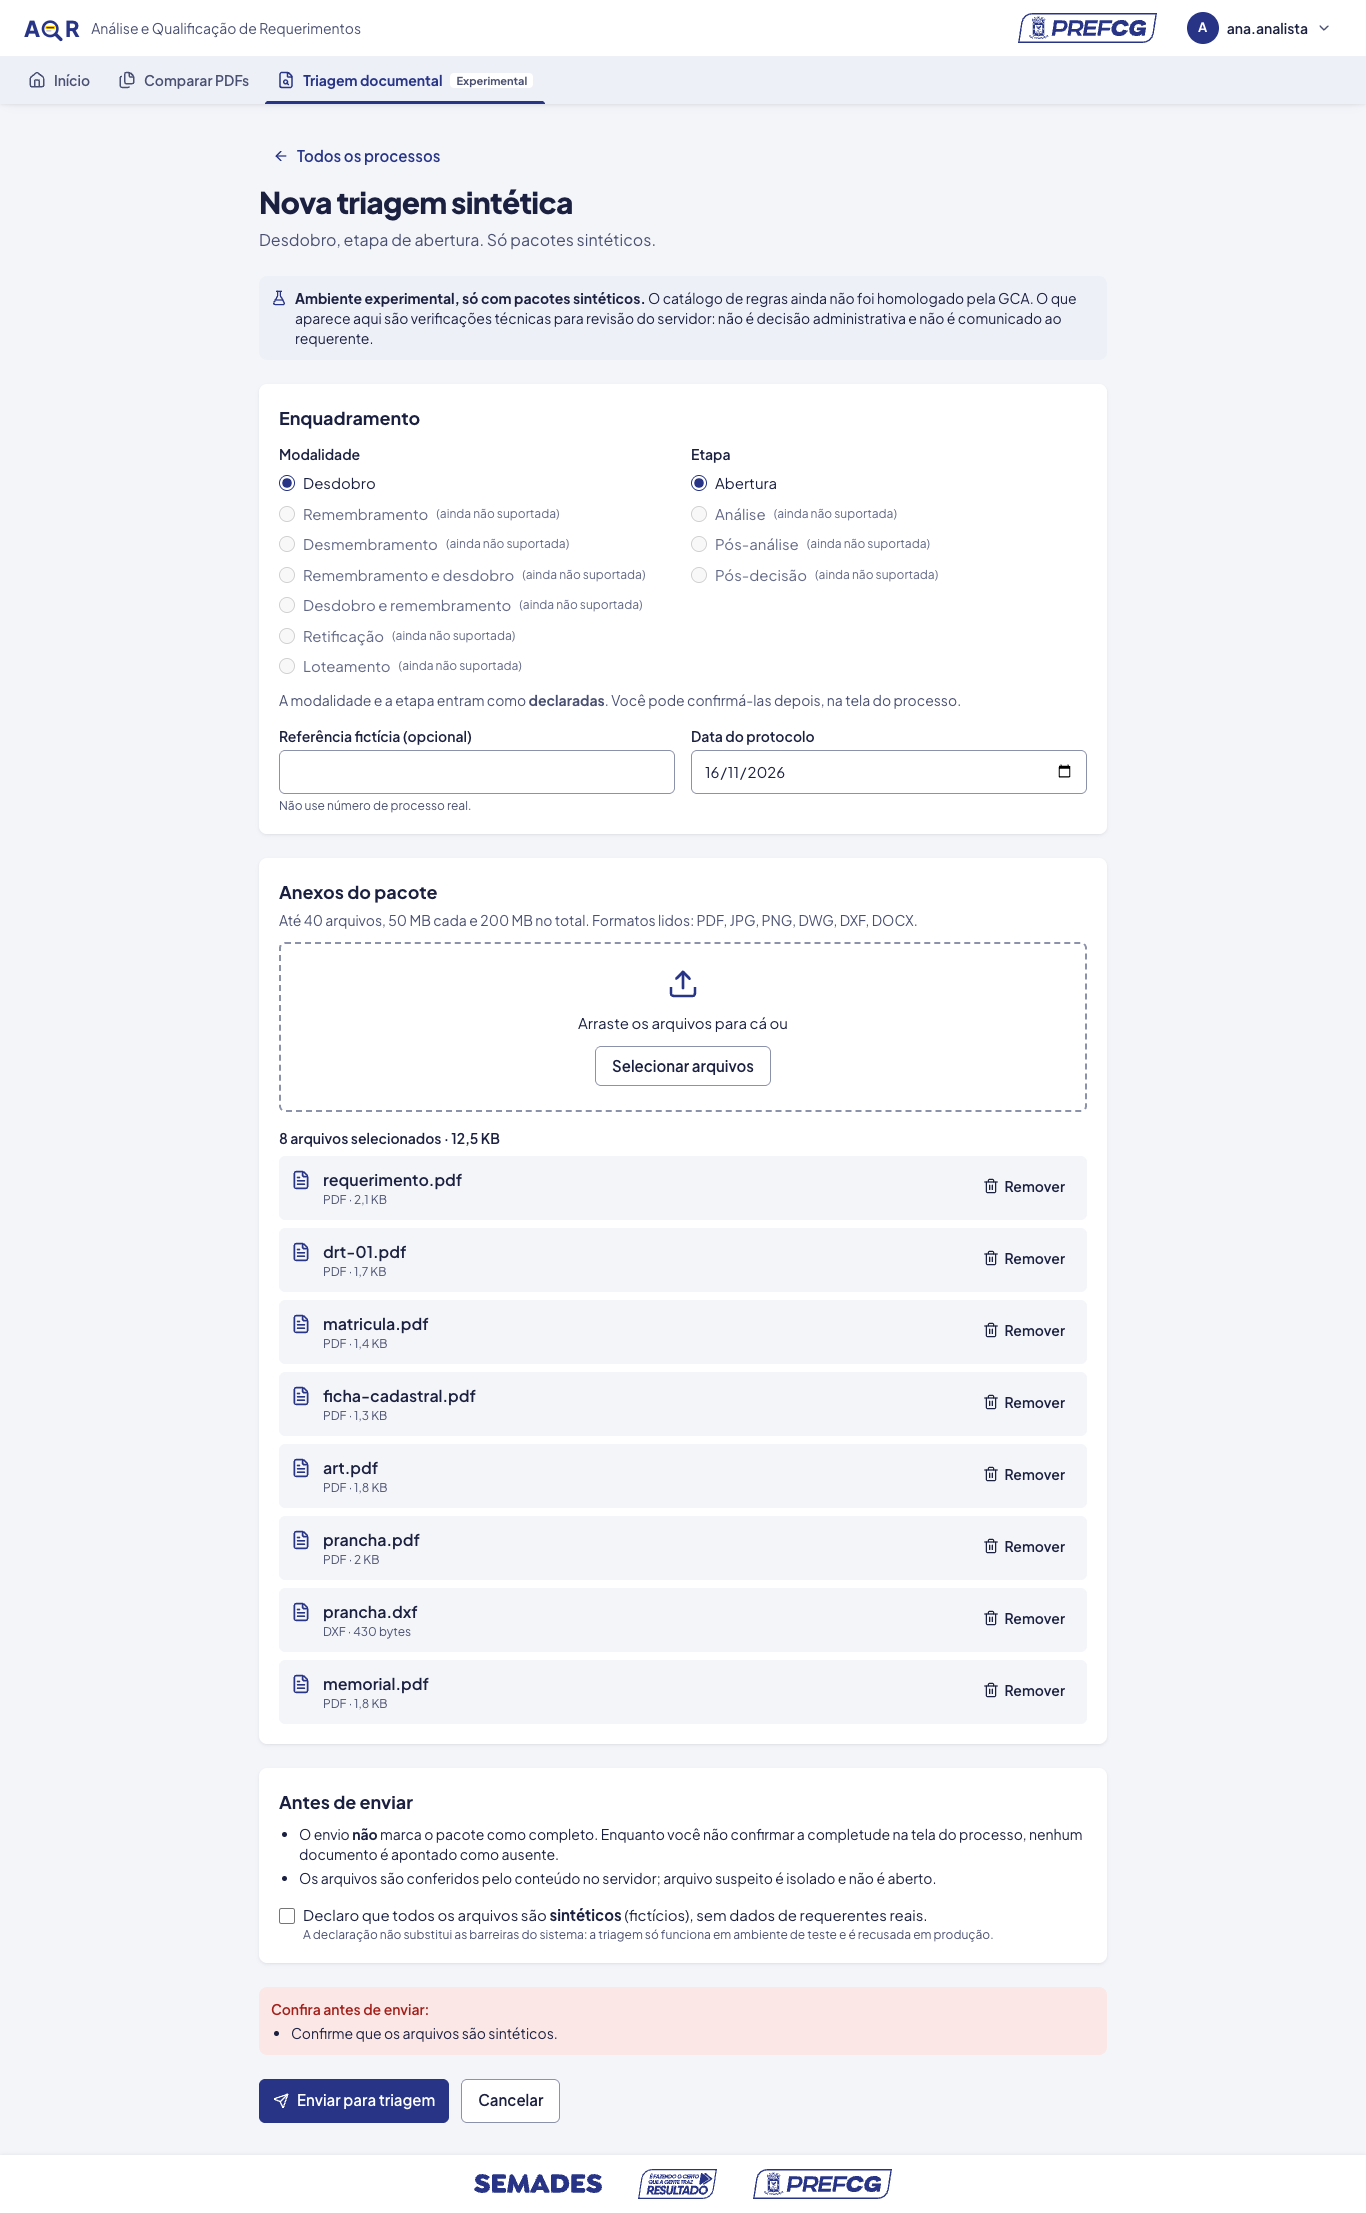 AQR Análise e Qualificação de Requerimentos
PREFCG
A ana.analista
Início
Comparar PDFs
Triagem documental Experimental
Todos os processos
Nova triagem sintética
Desdobro, etapa de abertura. Só pacotes sintéticos.
Ambiente experimental, só com pacotes sintéticos. O catálogo de regras ainda não foi homologado pela GCA. O que
aparece aqui são verificações técnicas para revisão do servidor: não é decisão administrativa e não é comunicado ao
requerente.
Enquadramento
Modalidade
Desdobro
Remembramento (ainda não suportada)
Desmembramento (ainda não suportada)
Remembramento e desdobro (ainda não suportada)
Desdobro e remembramento (ainda não suportada)
Retificação (ainda não suportada)
Loteamento (ainda não suportada)
Etapa
Abertura
Análise (ainda não suportada)
Pós-análise (ainda não suportada)
Pós-decisão (ainda não suportada)
A modalidade e a etapa entram como declaradas. Você pode confirmá-las depois, na tela do processo.
Referência fictícia (opcional)
Não use número de processo real.
Data do protocolo
16/11/2026
Anexos do pacote
Até 40 arquivos, 50 MB cada e 200 MB no total. Formatos lidos: PDF, JPG, PNG, DWG, DXF, DOCX.
Arraste os arquivos para cá ou
Selecionar arquivos
8 arquivos selecionados · 12,5 KB
requerimento.pdf
PDF · 2,1 KB
Remover
drt-01.pdf
PDF · 1,7 KB
Remover
matricula.pdf
PDF · 1,4 KB
Remover
ficha-cadastral.pdf
PDF · 1,3 KB
Remover
art.pdf
PDF · 1,8 KB
Remover
prancha.pdf
PDF · 2 KB
Remover
prancha.dxf
DXF · 430 bytes
Remover
memorial.pdf
PDF · 1,8 KB
Remover
Antes de enviar
O envio não marca o pacote como completo. Enquanto você não confirmar a completude na tela do processo, nenhum
documento é apontado como ausente.
Os arquivos são conferidos pelo conteúdo no servidor; arquivo suspeito é isolado e não é aberto.
Declaro que todos os arquivos são sintéticos (fictícios), sem dados de requerentes reais.
A declaração não substitui as barreiras do sistema: a triagem só funciona em ambiente de teste e é recusada em produção.
Confira antes de enviar:
Confirme que os arquivos são sintéticos.
Enviar para triagem
Cancelar
SEMADES
É FAZENDO O CERTO
QUE A GENTE TRAZ
RESULTADO
PREFCG